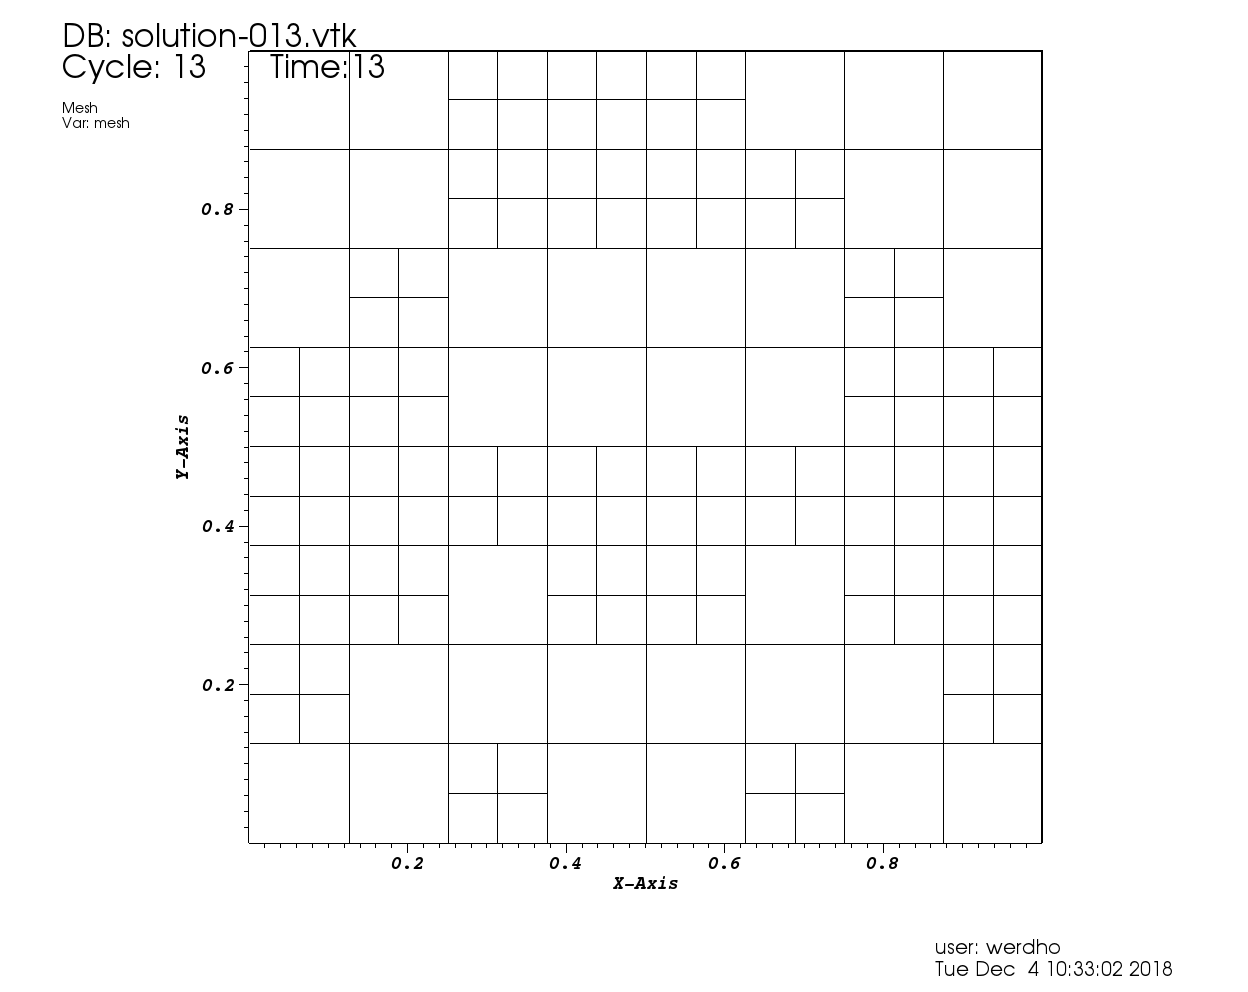 DB: solution-013.vtk
Cycle: 13 Time:13
Mesh
Var: mesh
0.8
0.6
Y-Axis
0.4
0.2
0.2 0.4 0.6 0.8
X-Axis
user: werdho
Tue Dec 4 10:33:02 2018